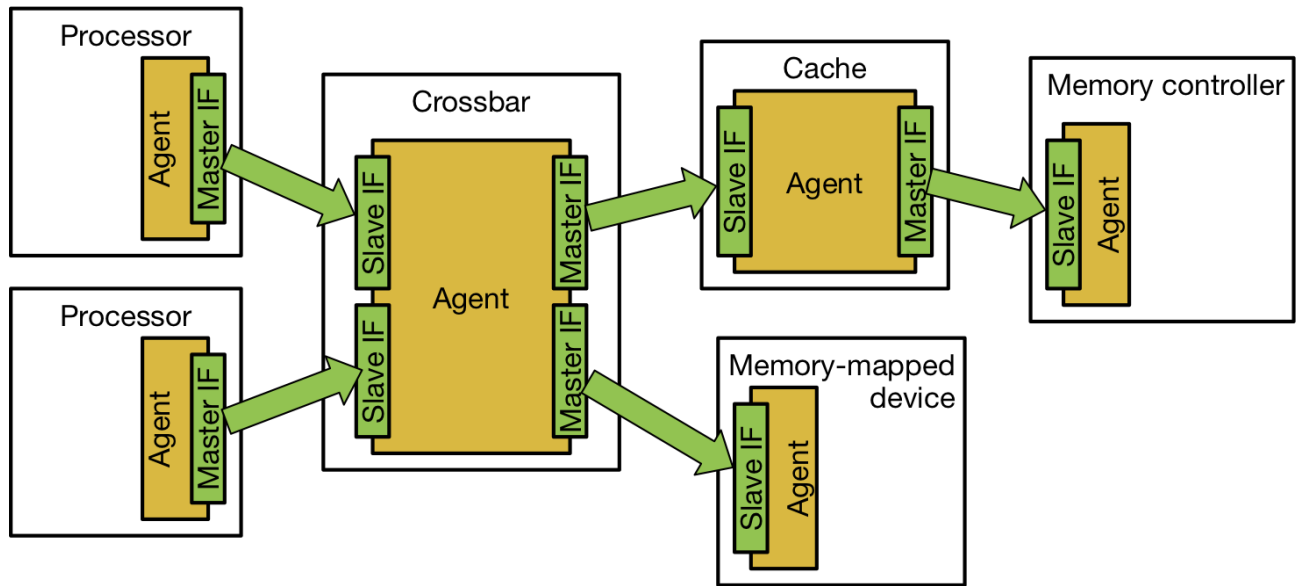 Processor
Agent
Master IF
Processor
Agent
Master IF
Crossbar
Slave IF
Slave IF
Agent
Master IF
Master IF
Cache
Slave IF
Agent
Master IF
Memory controller
Slave IF
Agent
Memory-mapped
device
Slave IF
Agent